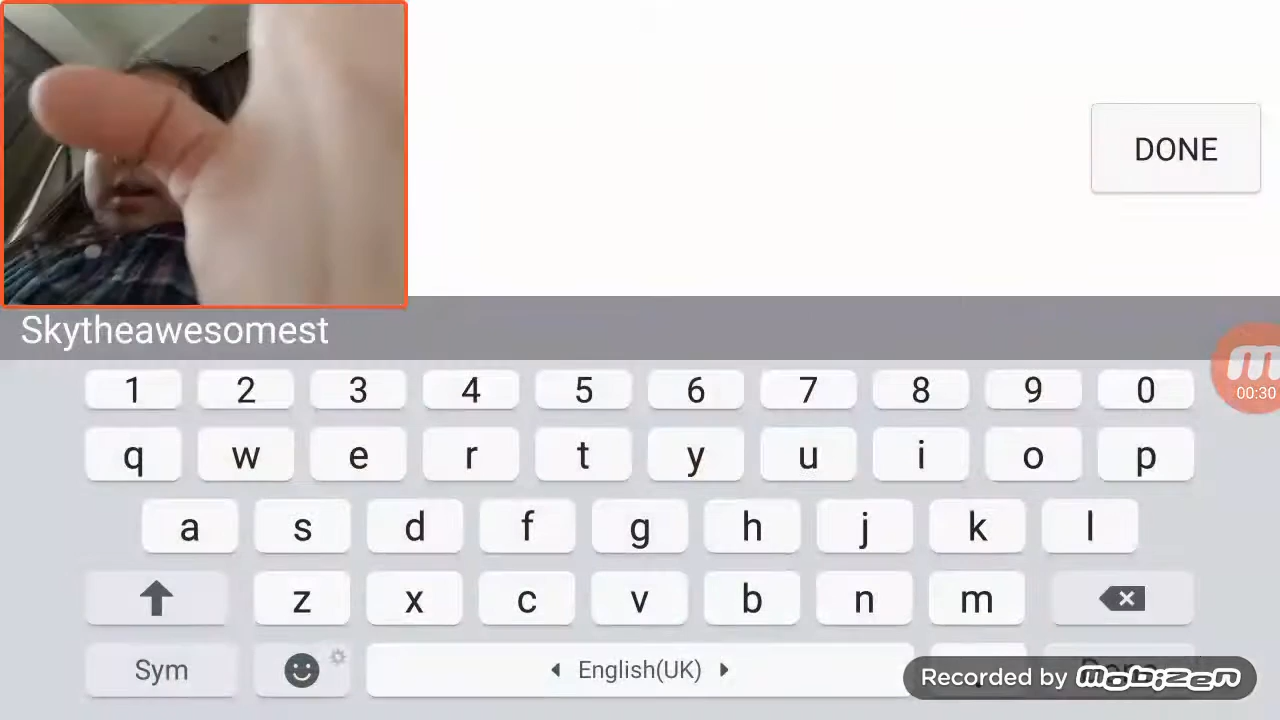 DONE
Skytheawesomest
00:30
1 2 3 4 5 6 7 8 9 0
q w e r t y u i o p
a s d f g h j k l
z x c v b n m
Sym English(UK)
Recorded by mobizen